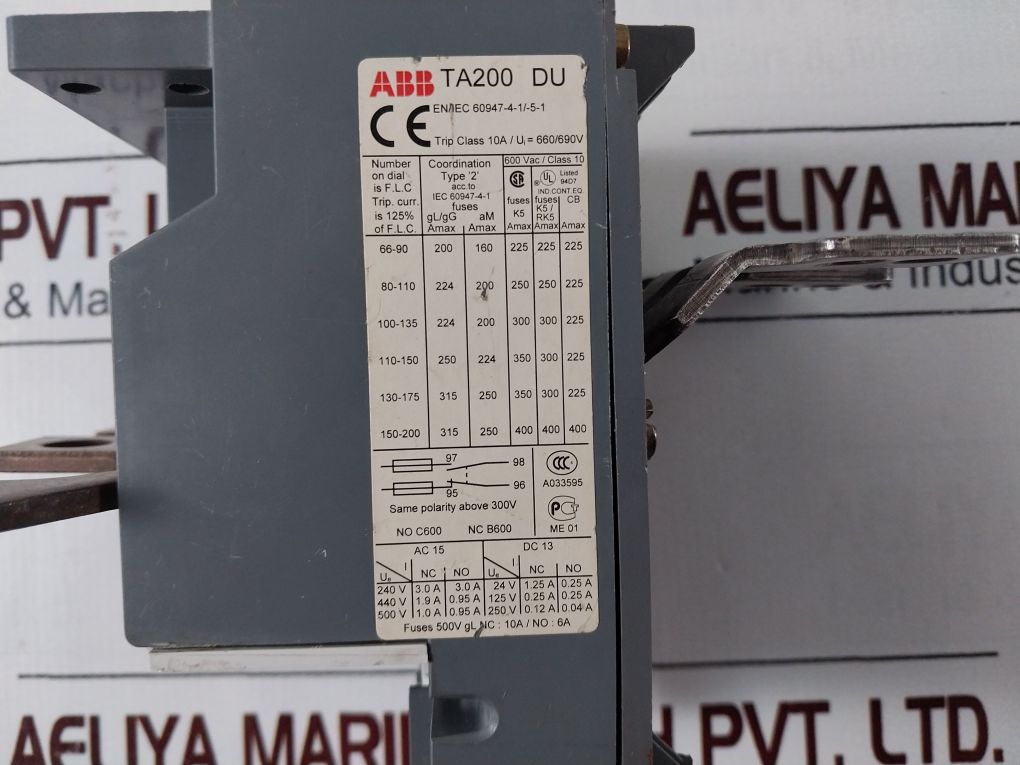 ABB TA200 DU
EN/IEC 60947-4-1/-5-1
CE
Trip Class 10A / Ui = 660/690V
Number on dial is F.L.C Trip. curr. is 125% of F.L.C.
Coordination Type '2' acc.to IEC 60947-4-1 fuses
gL/gG Amax
aM Amax
600 Vac / Class 10
SA fuses K5 Amax
UL Listed 94D7
IND.CONT.EQ.
fuses K5 / RK5 Amax
CB Amax
66-90 200 160 225 225 225
80-110 224 200 250 250 225
100-135 224 200 300 300 225
110-150 250 224 350 300 225
130-175 315 250 350 300 225
150-200 315 250 400 400 400
97 98
95 96
Same polarity above 300V
NO C600 NC B600
CCC
A033595
ME 01
AC 15 DC 13
Ue I NC NO Ue I NC NO
240 V 3.0 A 3.0 A 24 V 1.25 A 0.25 A
440 V 1.9 A 0.95 A 125 V 0.25 A 0.25 A
500 V 1.0 A 0.95 A 250 V 0.12 A 0.04 A
Fuses 500V gL NC : 10A / NO : 6A
PVT.
& Ma
AELIYA MAR
& Indus
AELIYA MARI
H PVT. LTD.